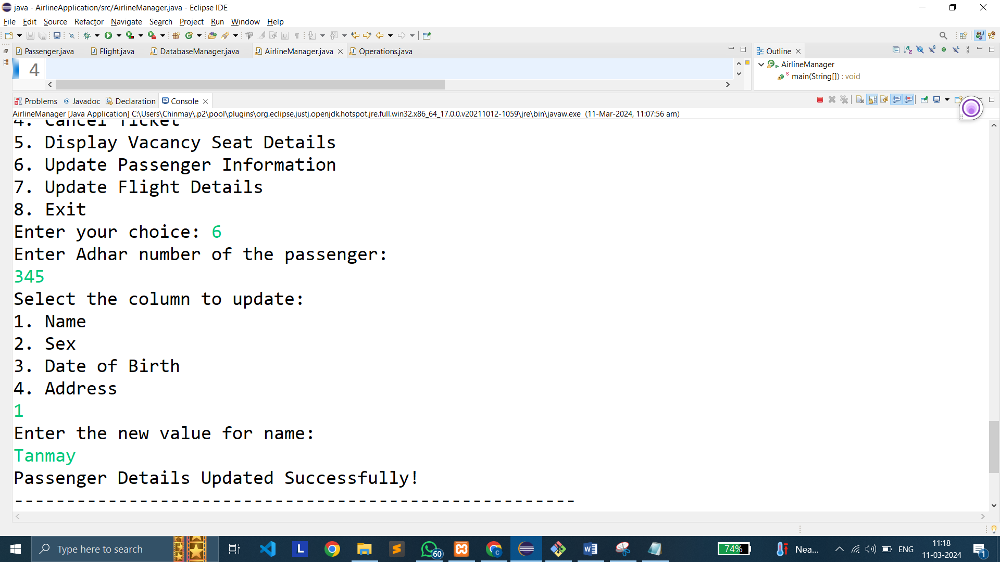 java - AirlineApplication/src/AirlineManager.java - Eclipse IDE
File Edit Source Refactor Navigate Search Project Run Window Help
Passenger.java Flight.java DatabaseManager.java AirlineManager.java Operations.java
Outline
4
AirlineManager
main(String[]) : void
Problems Javadoc Declaration Console
AirlineManager [Java Application] C:\Users\Chinmay\.p2\pool\plugins\org.eclipse.justj.openjdk.hotspot.jre.full.win32.x86_64_17.0.0.v20211012-1059\jre\bin\javaw.exe (11-Mar-2024, 11:07:56 am)
4. Cancel Ticket
5. Display Vacancy Seat Details
6. Update Passenger Information
7. Update Flight Details
8. Exit
Enter your choice: 6
Enter Adhar number of the passenger:
345
Select the column to update:
1. Name
2. Sex
3. Date of Birth
4. Address
1
Enter the new value for name:
Tanmay
Passenger Details Updated Successfully!
------------------------------------------------------
Type here to search
L
60
74%
Nea...
ENG
11:18
11-03-2024
1